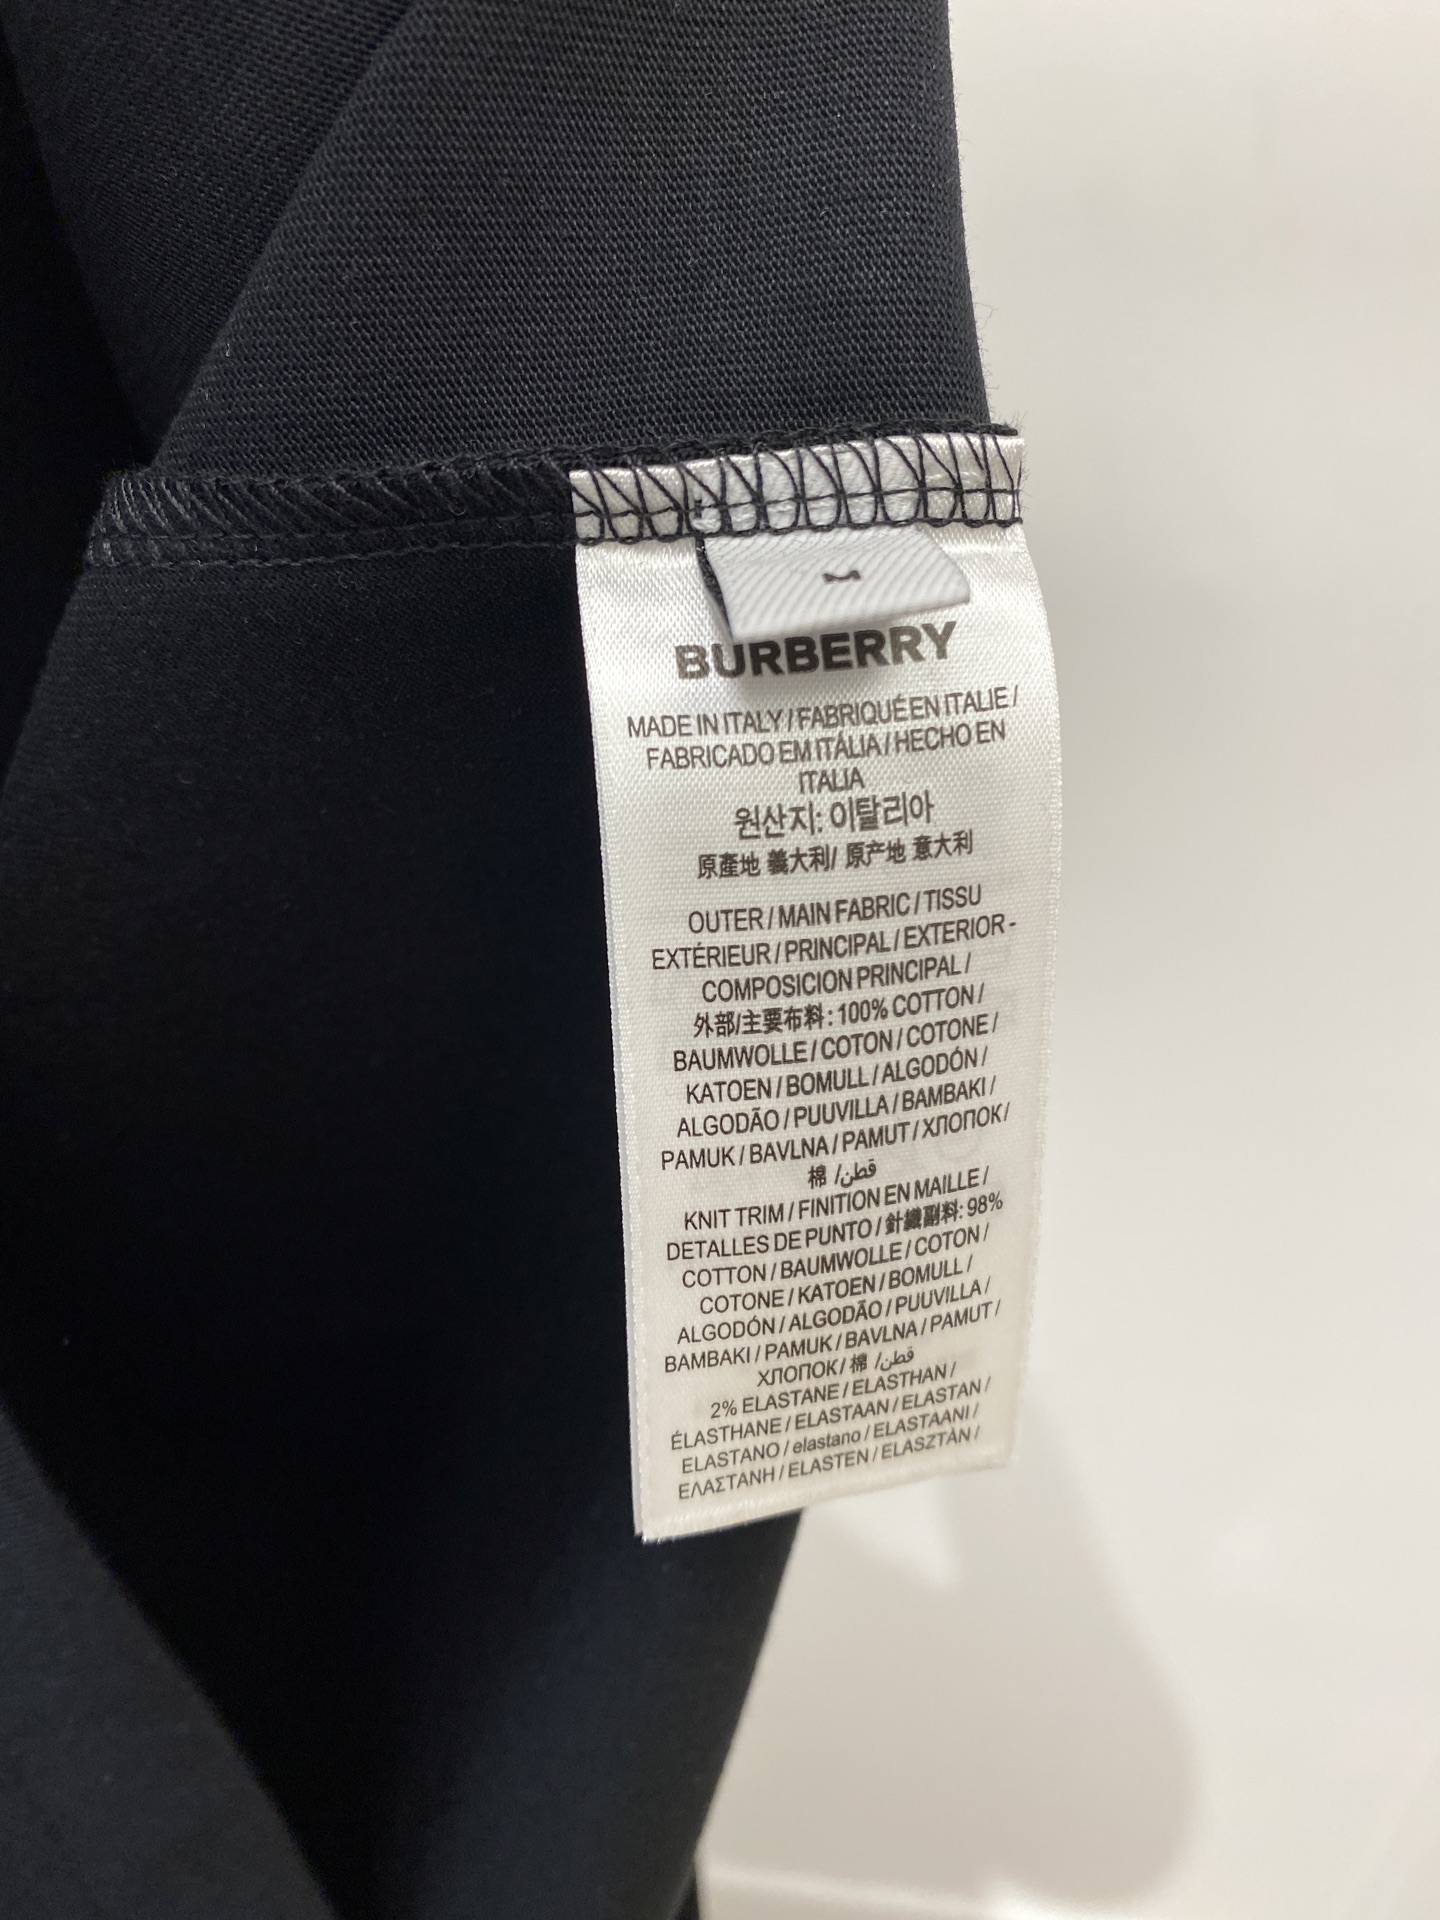 BURBERRY
MADE IN ITALY / FABRIQUÉ EN ITALIE /
FABRICADO EM ITÁLIA / HECHO EN
ITALIA
원산지: 이탈리아
原產地 義大利/ 原产地 意大利
OUTER / MAIN FABRIC / TISSU
EXTÉRIEUR / PRINCIPAL / EXTERIOR -
COMPOSICION PRINCIPAL /
外部/主要布料: 100% COTTON /
BAUMWOLLE / COTON / COTONE /
KATOEN / BOMULL / ALGODÓN /
ALGODÃO / PUUVILLA / BAMBAKI /
PAMUK / BAVLNA / PAMUT / ХЛОПОК /
棉 /قطن
KNIT TRIM / FINITION EN MAILLE /
DETALLES DE PUNTO / 針織副料: 98%
COTTON / BAUMWOLLE / COTON /
COTONE / KATOEN / BOMULL /
ALGODÓN / ALGODÃO / PUUVILLA /
BAMBAKI / PAMUK / BAVLNA / PAMUT /
ХЛОПОК / 棉 /قطن
2% ELASTANE / ELASTHAN /
ÉLASTHANE / ELASTAAN / ELASTAN /
ELASTANO / elastano / ELASTAANI /
ΕΛΑΣΤΑΝΗ / ELASTEN / ELASZTÁN /